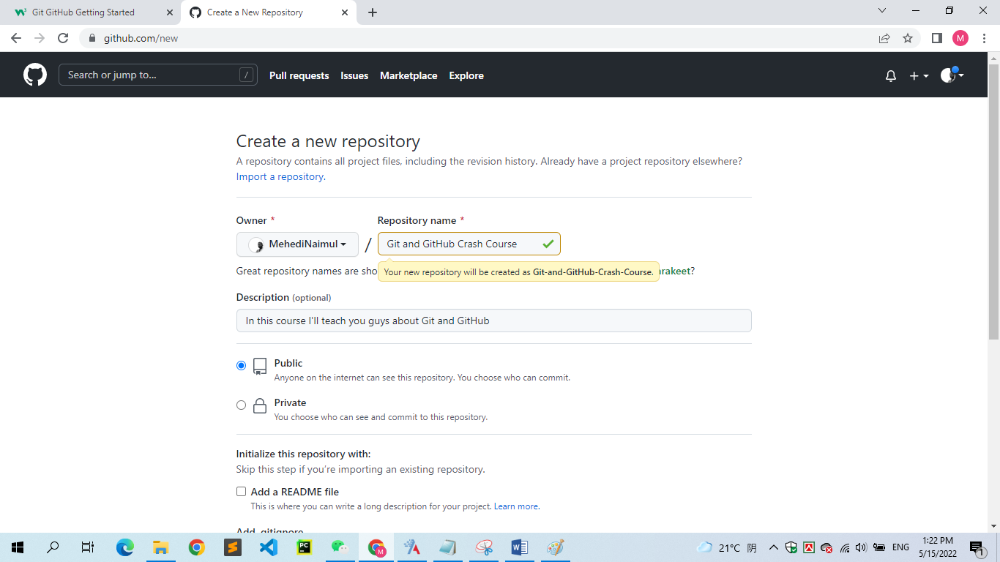 Git GitHub Getting Started
Create a New Repository
github.com/new
M
Search or jump to... /
Pull requests Issues Marketplace Explore
Create a new repository
A repository contains all project files, including the revision history. Already have a project repository elsewhere?
Import a repository.
Owner * Repository name *
MehediNaimul / Git and GitHub Crash Course
Great repository names are sho
Your new repository will be created as Git-and-GitHub-Crash-Course.
arakeet?
Description (optional)
In this course I'll teach you guys about Git and GitHub
Public
Anyone on the internet can see this repository. You choose who can commit.
Private
You choose who can see and commit to this repository.
Initialize this repository with:
Skip this step if you're importing an existing repository.
Add a README file
This is where you can write a long description for your project. Learn more.
Add .gitignore
21°C 阴 ENG 1:22 PM
5/15/2022
1